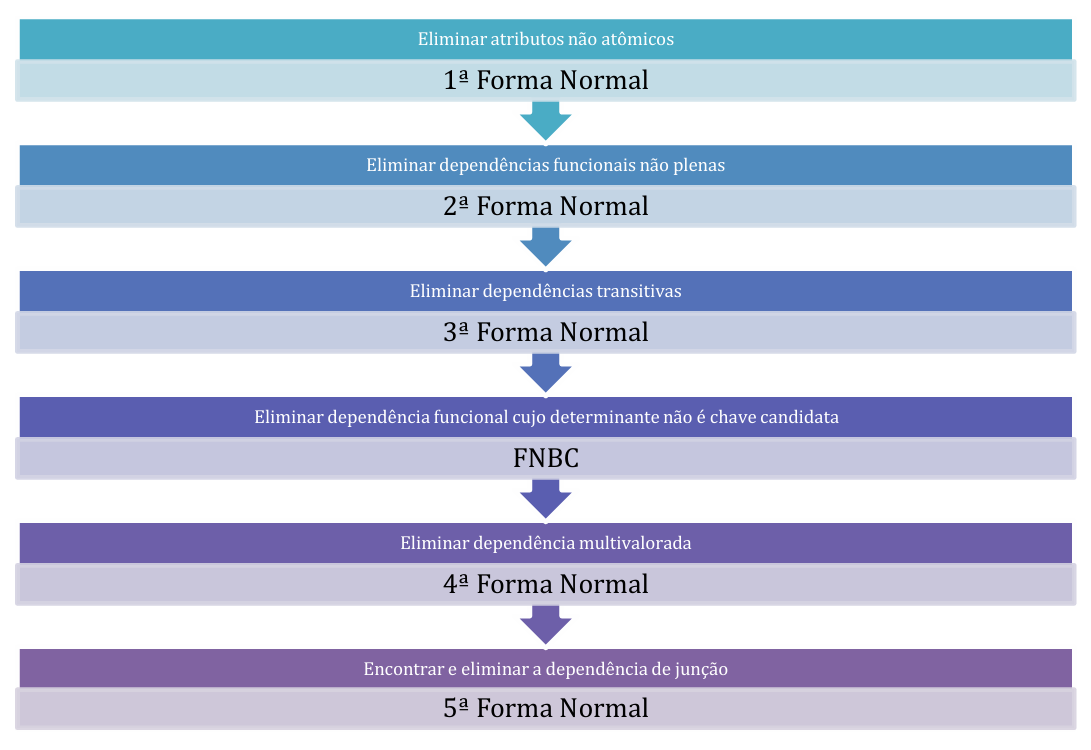 Eliminar atributos não atômicos
1ª Forma Normal
Eliminar dependências funcionais não plenas
2ª Forma Normal
Eliminar dependências transitivas
3ª Forma Normal
Eliminar dependência funcional cujo determinante não é chave candidata
FNBC
Eliminar dependência multivalorada
4ª Forma Normal
Encontrar e eliminar a dependência de junção
5ª Forma Normal